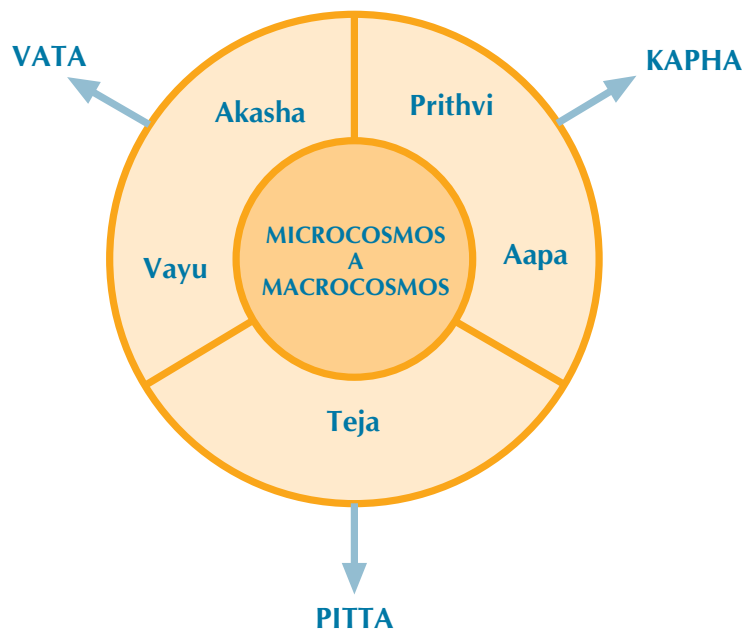 VATA
KAPHA
Akasha
Prithvi
MICROCOSMOS
A
MACROCOSMOS
Vayu
Aapa
Teja
PITTA